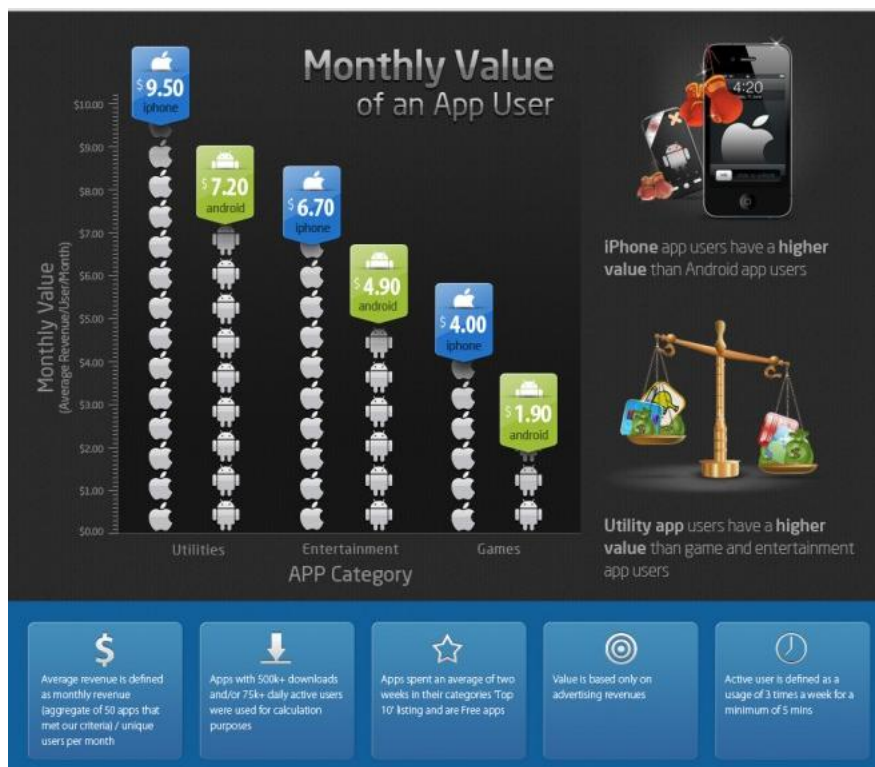 Monthly Value
of an App User
$9.50
iphone
$7.20
android
$6.70
iphone
$4.90
android
$4.00
iphone
$1.90
android
$10.00
$9.00
$8.00
$7.00
$6.00
$5.00
$4.00
$3.00
$2.00
$1.00
$0.00
Monthly Value
(Average Revenue/User/Month)
Utilities
Entertainment
Games
APP Category
4:20
iPhone app users have a higher
value than Android app users
Utility app users have a higher
value than game and entertainment
app users
$
Average revenue is defined
as monthly revenue
(aggregate of 50 apps that
met our criteria) / unique
users per month
Apps with 500k+ downloads
and/or 75k+ daily active users
were used for calculation
purposes
Apps spent an average of two
weeks in their categories 'Top
10' listing and are Free apps
Value is based only on
advertising revenues
Active user is defined as a
usage of 3 times a week for a
minimum of 5 mins